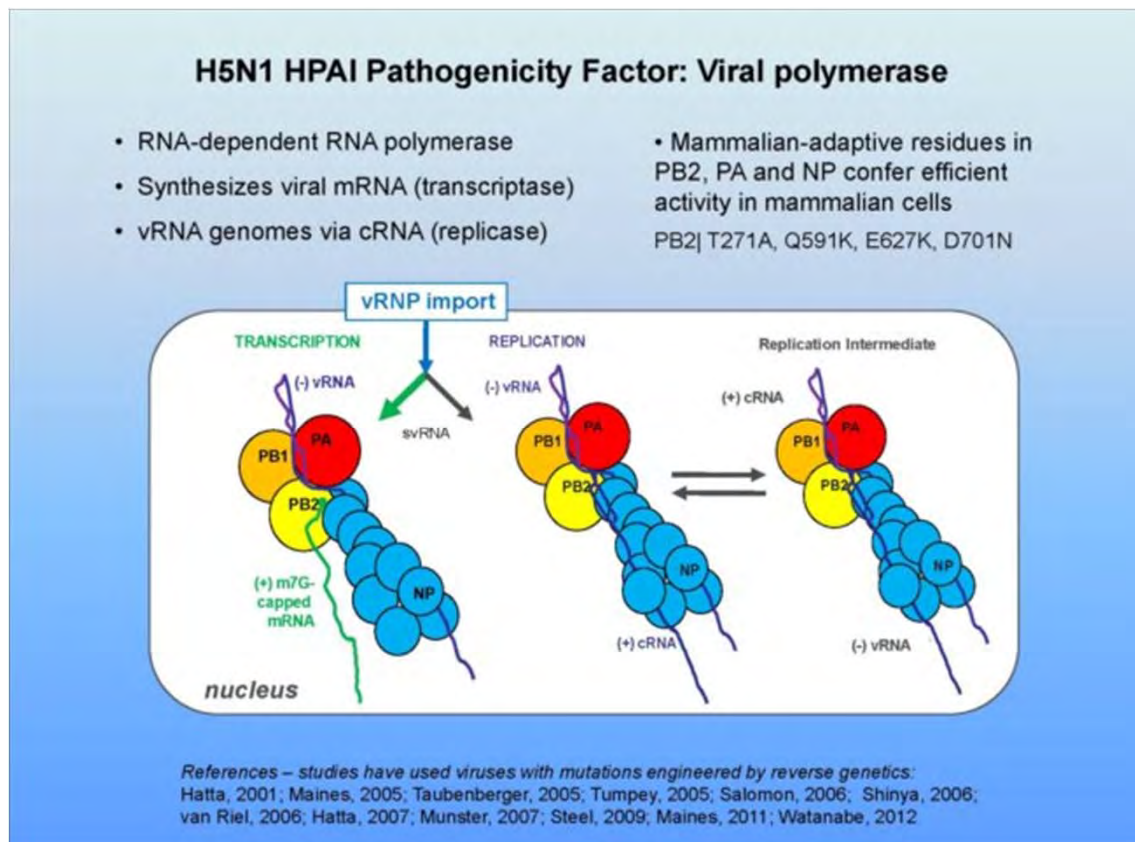 H5N1 HPAI Pathogenicity Factor: Viral polymerase
• RNA-dependent RNA polymerase
• Synthesizes viral mRNA (transcriptase)
• vRNA genomes via cRNA (replicase)
• Mammalian-adaptive residues in
PB2, PA and NP confer efficient
activity in mammalian cells
PB2| T271A, Q591K, E627K, D701N
vRNP import
TRANSCRIPTION
(-) vRNA
PA
PB1
PB2
NP
(+) m7G-
capped
mRNA
svRNA
REPLICATION
(-) vRNA
PA
PB1
PB2
NP
(+) cRNA
Replication Intermediate
(+) cRNA
PA
PB1
PB2
NP
(-) vRNA
nucleus
References – studies have used viruses with mutations engineered by reverse genetics:
Hatta, 2001; Maines, 2005; Taubenberger, 2005; Tumpey, 2005; Salomon, 2006; Shinya, 2006;
van Riel, 2006; Hatta, 2007; Munster, 2007; Steel, 2009; Maines, 2011; Watanabe, 2012